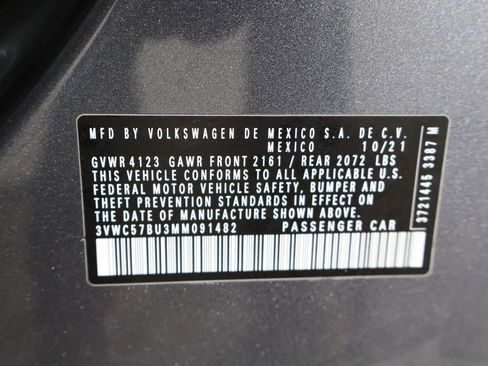 MFD BY VOLKSWAGEN DE MEXICO S.A. DE C.V.
MEXICO 10/21
GVWR 4123 GAWR FRONT 2161 / REAR 2072 LBS
THIS VEHICLE CONFORMS TO ALL APPLICABLE U.S.
FEDERAL MOTOR VEHICLE SAFETY, BUMPER AND
THEFT PREVENTION STANDARDS IN EFFECT ON THE
DATE OF MANUFACTURE SHOWN ABOVE.
3VWC57BU3MM091482 PASSENGER CAR
3721445 3387 M